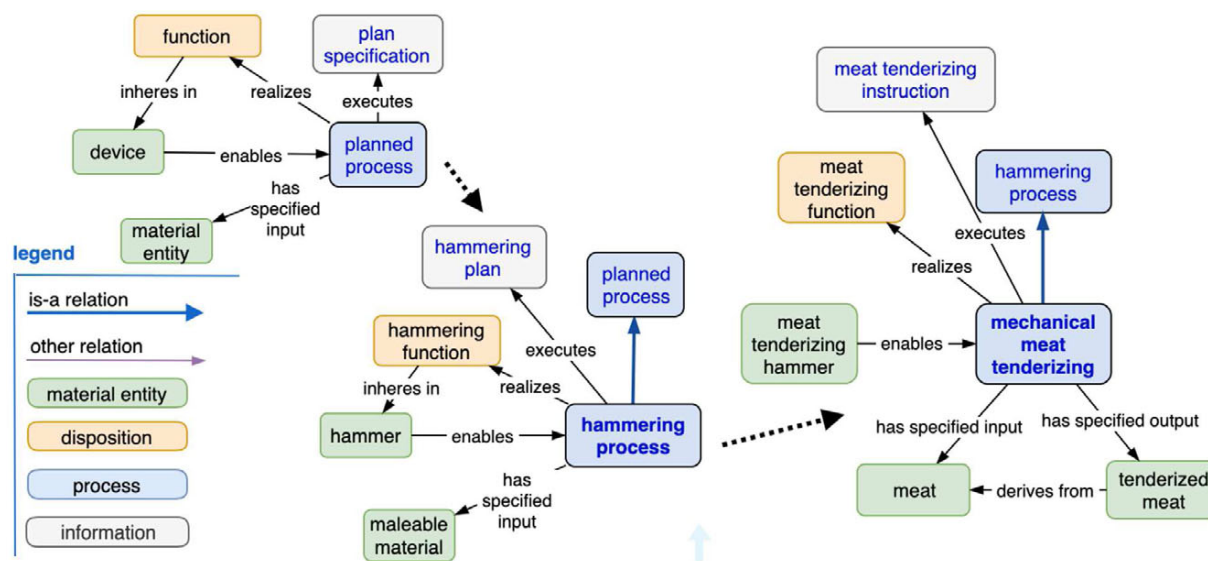 function
plan
specification
inheres in
realizes
executes
device
enables
planned
process
has
specified
input
material
entity
legend
is-a relation
other relation
material entity
disposition
process
information
hammering
plan
planned
process
hammering
function
executes
inheres in
realizes
hammer
enables
hammering
process
has
specified
input
maleable
material
meat tenderizing
instruction
meat
tenderizing
function
hammering
process
executes
realizes
meat
tenderizing
hammer
enables
mechanical
meat
tenderizing
has specified input
has specified output
meat
derives from
tenderized
meat